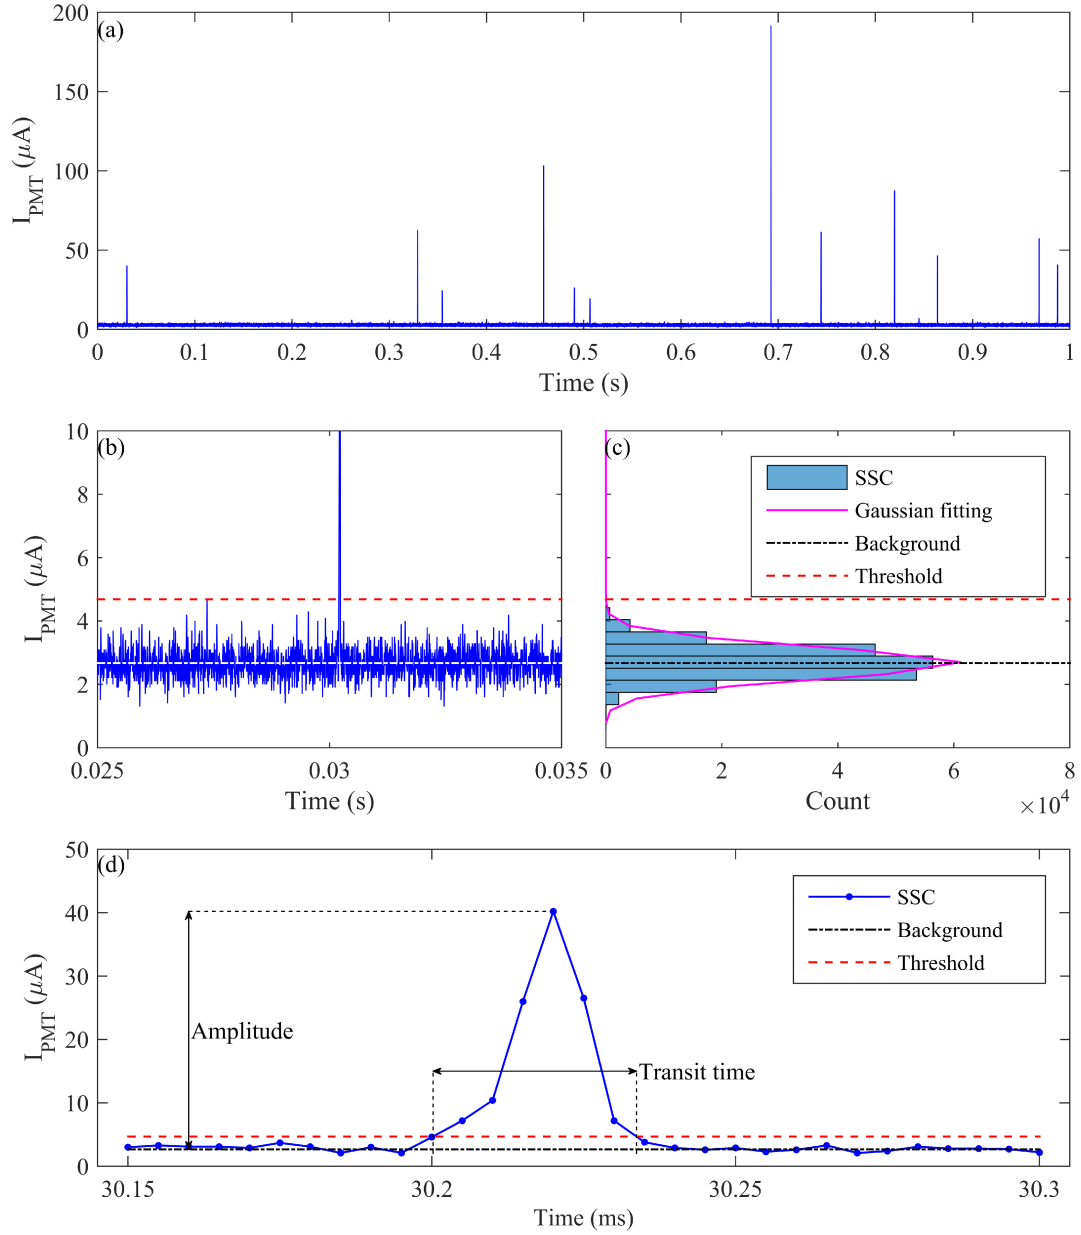 (a)
200
150
100
50
0
I_PMT (μA)
0 0.1 0.2 0.3 0.4 0.5 0.6 0.7 0.8 0.9 1
Time (s)
(b)
10
8
6
4
2
0
I_PMT (μA)
0.025 0.03 0.035
Time (s)
(c)
SSC
Gaussian fitting
Background
Threshold
0 2 4 6 8
Count
×10^4
(d)
50
40
30
20
10
0
I_PMT (μA)
SSC
Background
Threshold
Amplitude
Transit time
30.15 30.2 30.25 30.3
Time (ms)